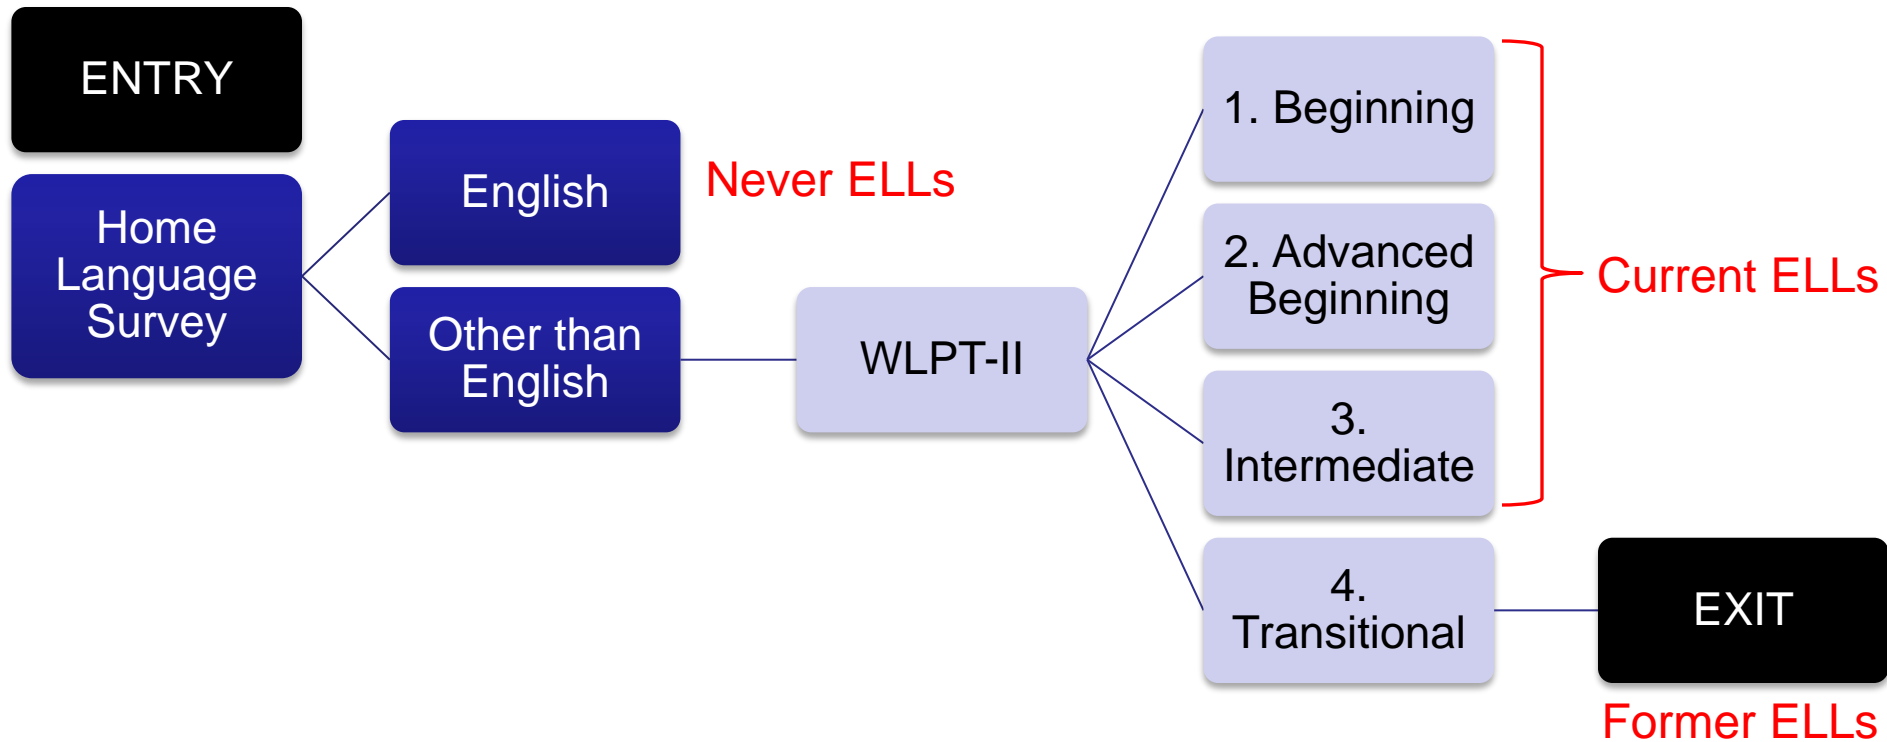 ENTRY
Home
Language
Survey
English
Never ELLs
Other than
English
WLPT-II
1. Beginning
2. Advanced
Beginning
3.
Intermediate
4.
Transitional
Current ELLs
EXIT
Former ELLs